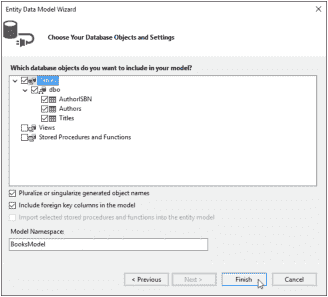 Entity Data Model Wizard
Choose Your Database Objects and Settings
Which database objects do you want to include in your model?
Tables
dbo
AuthorISBN
Authors
Titles
Views
Stored Procedures and Functions
Pluralize or singularize generated object names
Include foreign key columns in the model
Import selected stored procedures and functions into the entity model
Model Namespace:
BooksModel
< Previous
Next >
Finish
Cancel